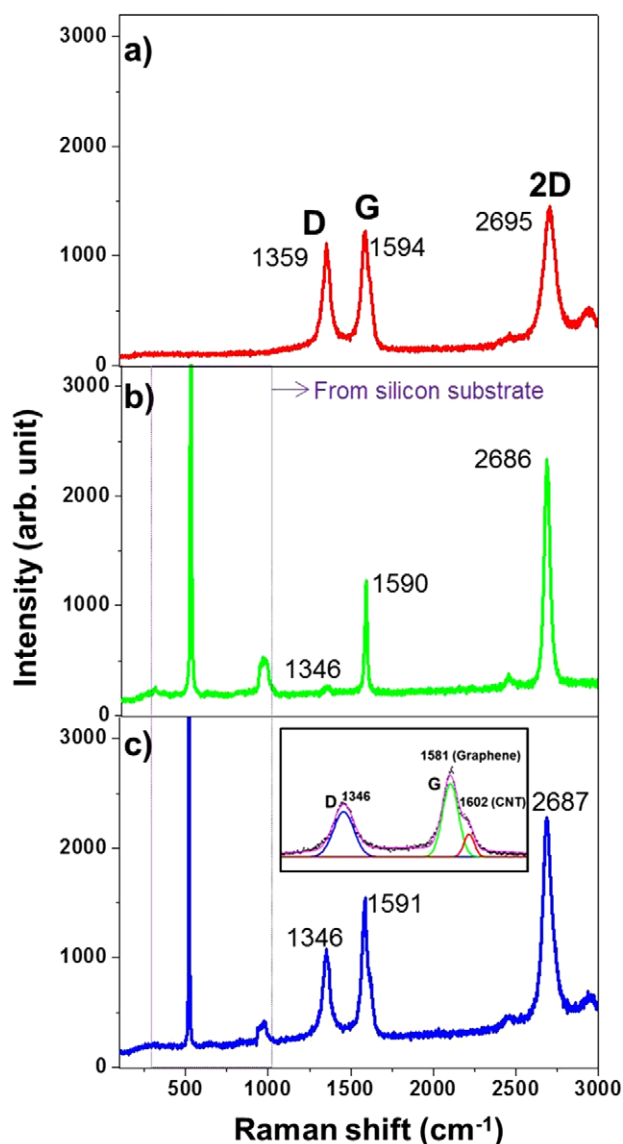 3000
a)
2000
2D
D
G
2695
1359
1594
1000
0
3000
b)
From silicon substrate
2686
2000
1590
1000
1346
0
3000
c)
1581 (Graphene)
D 1346
G
1602 (CNT)
2687
2000
1591
1346
1000
0
500 1000 1500 2000 2500 3000
Raman shift (cm⁻¹)
Intensity (arb. unit)